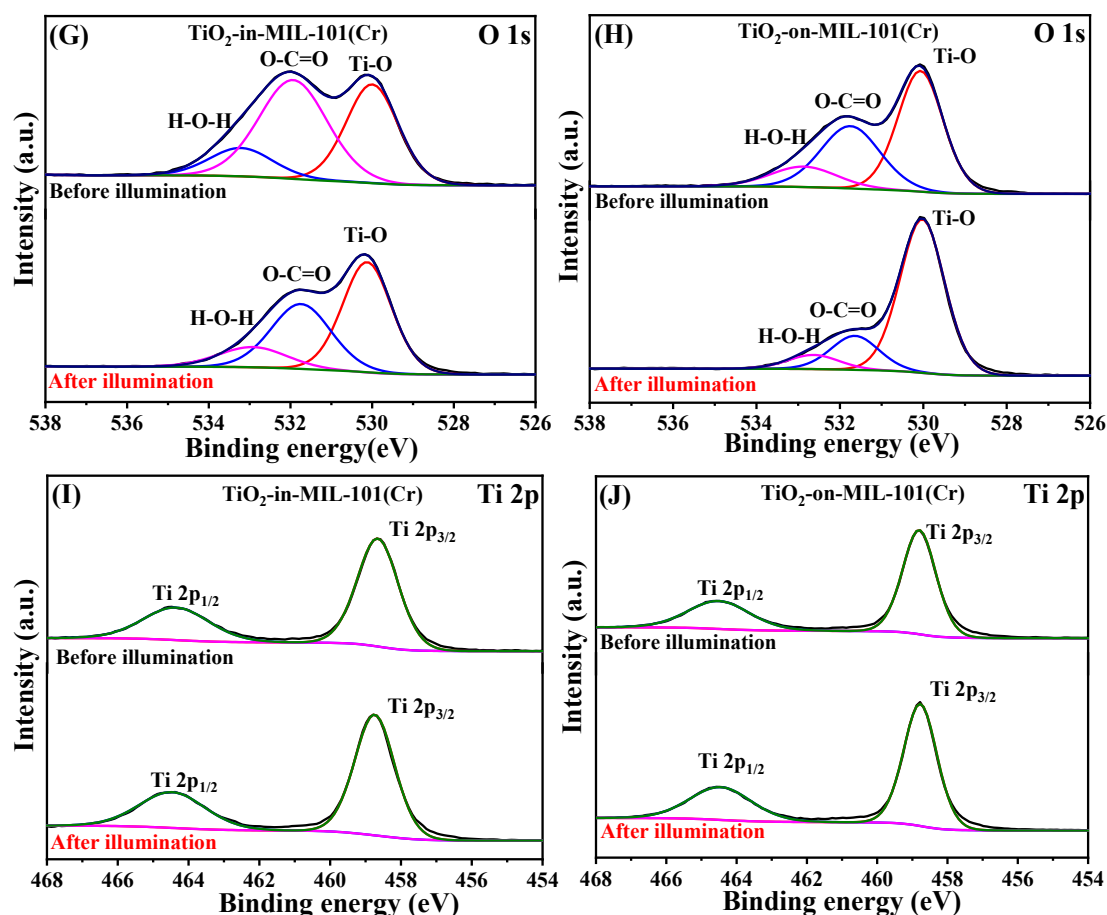 (G)
TiO2-in-MIL-101(Cr)
O 1s
O-C=O
Ti-O
H-O-H
Before illumination
Ti-O
O-C=O
H-O-H
After illumination
538 536 534 532 530 528 526
Binding energy(eV)
Intensity (a.u.)
(H)
TiO2-on-MIL-101(Cr)
O 1s
Ti-O
O-C=O
H-O-H
Before illumination
Ti-O
O-C=O
H-O-H
After illumination
538 536 534 532 530 528 526
Binding energy (eV)
Intensity (a.u.)
(I)
TiO2-in-MIL-101(Cr)
Ti 2p
Ti 2p3/2
Ti 2p1/2
Before illumination
Ti 2p3/2
Ti 2p1/2
After illumination
468 466 464 462 460 458 456 454
Binding energy (eV)
Intensity (a.u.)
(J)
TiO2-on-MIL-101(Cr)
Ti 2p
Ti 2p3/2
Ti 2p1/2
Before illumination
Ti 2p3/2
Ti 2p1/2
After illumination
468 466 464 462 460 458 456 454
Binding energy (eV)
Intensity (a.u.)